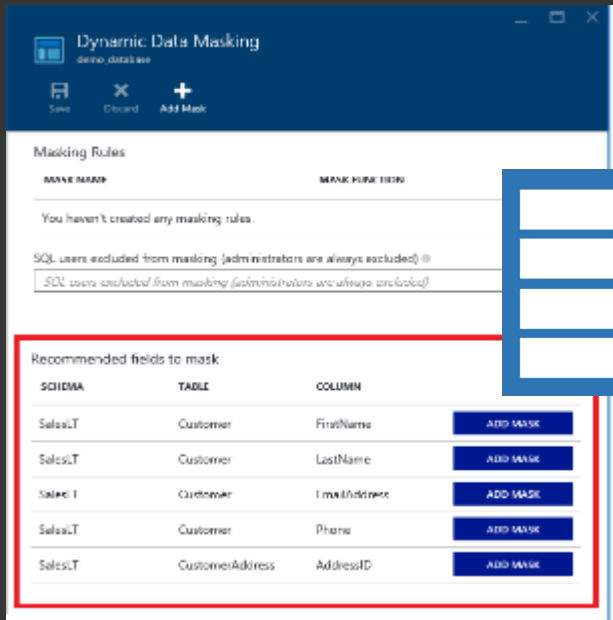 Dynamic Data Masking
demo_database
Save Discard Add Mask
Masking Rules
MASK NAME MASK FUNCTION
You haven't created any masking rules.
SQL users excluded from masking (administrators are always excluded)
SQL users excluded from masking (administrators are always excluded)
Recommended fields to mask
SCHEMA TABLE COLUMN
SalesLT Customer FirstName ADD MASK
SalesLT Customer LastName ADD MASK
SalesLT Customer EmailAddress ADD MASK
SalesLT Customer Phone ADD MASK
SalesLT CustomerAddress AddressID ADD MASK